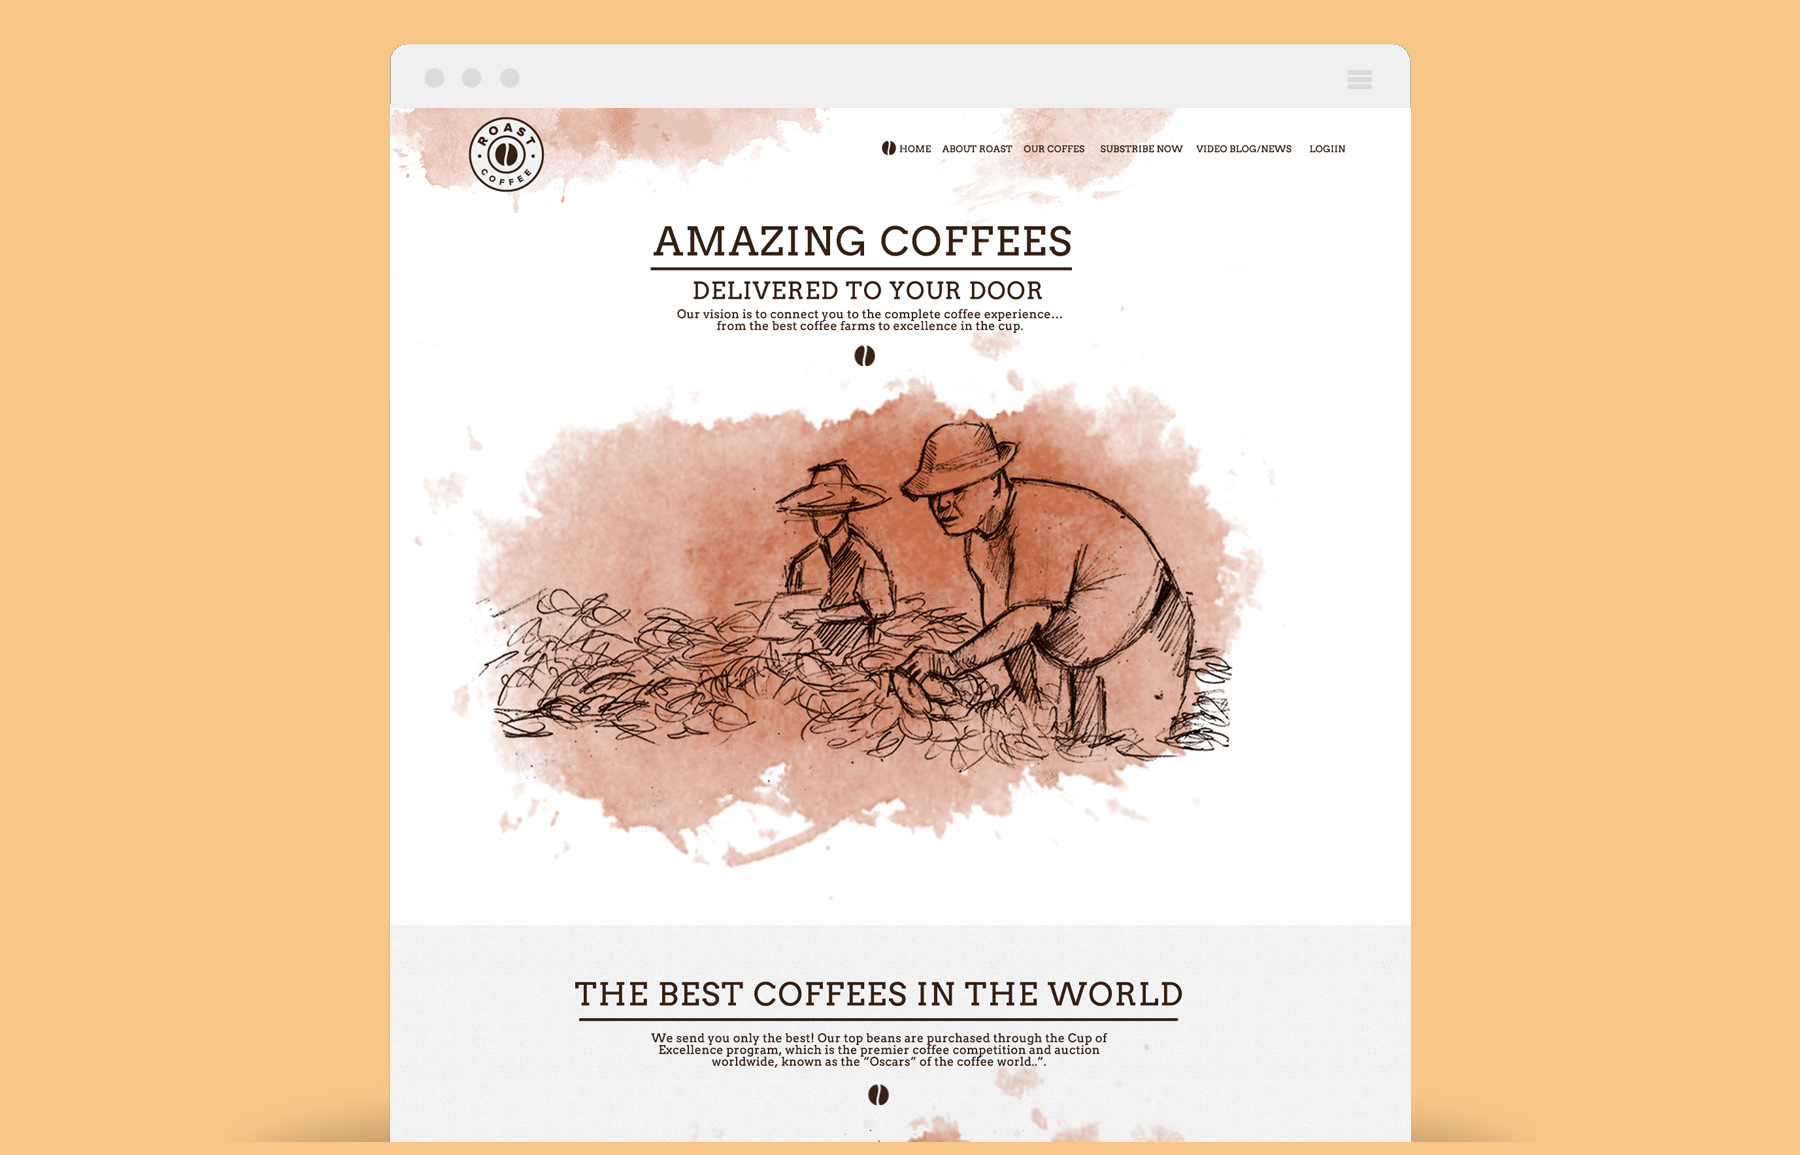 ROAST
COFFEE
HOME ABOUT ROAST OUR COFFES SUBSTRIBE NOW VIDEO BLOG/NEWS LOGIIN
AMAZING COFFEES
DELIVERED TO YOUR DOOR
Our vision is to connect you to the complete coffee experience...
from the best coffee farms to excellence in the cup.
THE BEST COFFEES IN THE WORLD
We send you only the best! Our top beans are purchased through the Cup of
Excellence program, which is the premier coffee competition and auction
worldwide, known as the “Oscars” of the coffee world..”.